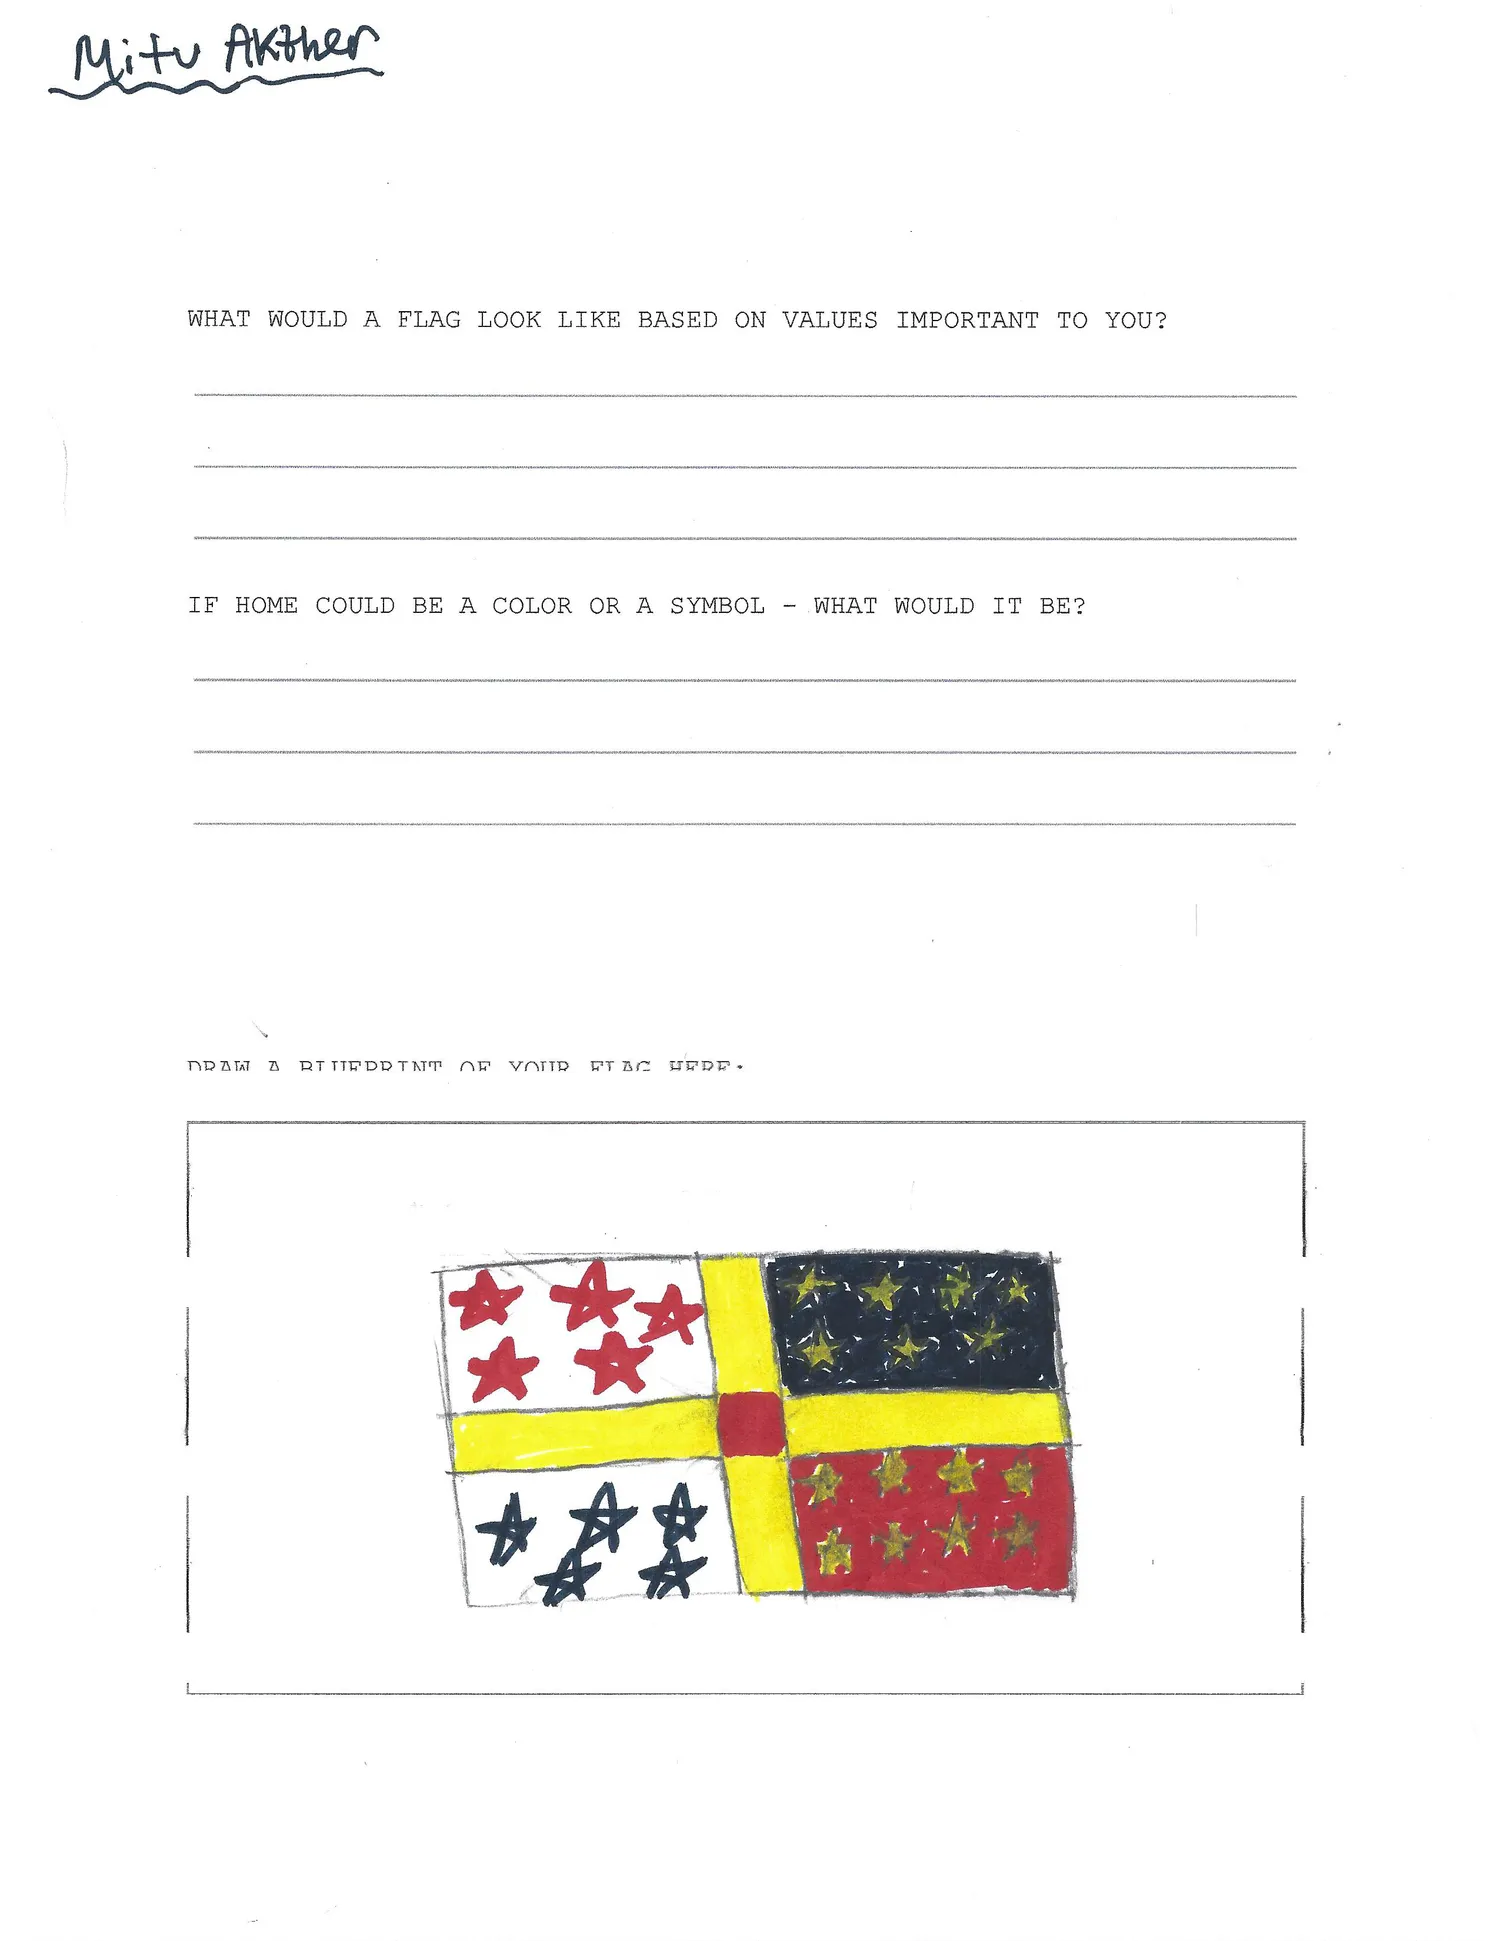 Mitu Akther
WHAT WOULD A FLAG LOOK LIKE BASED ON VALUES IMPORTANT TO YOU?
IF HOME COULD BE A COLOR OR A SYMBOL - WHAT WOULD IT BE?
DRAW A BLUEPRINT OF YOUR FLAG HERE: